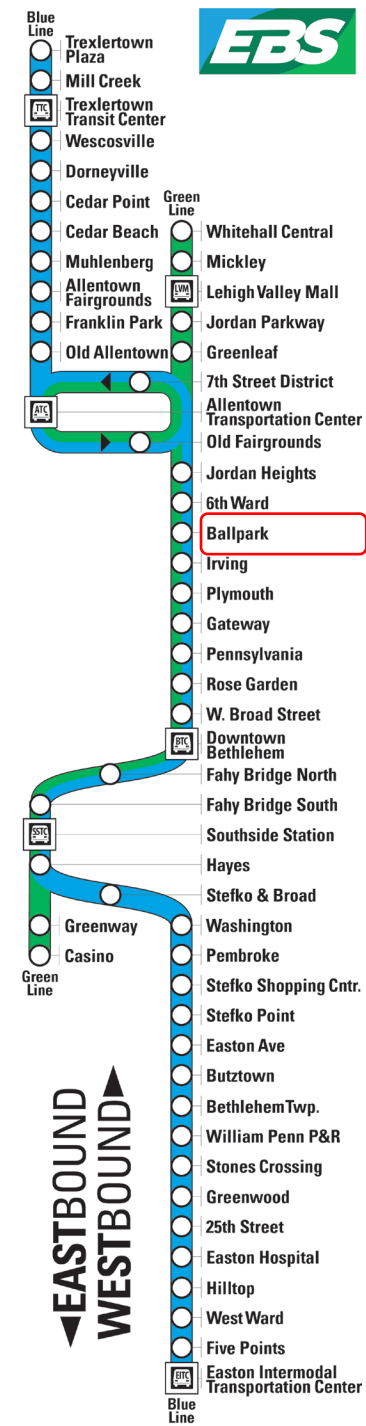 Blue
Line
EBS
Trexlertown
Plaza
Mill Creek
TTC
Trexlertown
Transit Center
Wescosville
Dorneyville
Cedar Point
Green
Line
Cedar Beach
Whitehall Central
Muhlenberg
Mickley
Allentown
Fairgrounds
LVM
Lehigh Valley Mall
Franklin Park
Jordan Parkway
Old Allentown
Greenleaf
7th Street District
ATC
Allentown
Transportation Center
Old Fairgrounds
Jordan Heights
6th Ward
Ballpark
Irving
Plymouth
Gateway
Pennsylvania
Rose Garden
W. Broad Street
BTC
Downtown
Bethlehem
Fahy Bridge North
Fahy Bridge South
SSTC
Southside Station
Hayes
Stefko & Broad
Greenway
Washington
Casino
Pembroke
Green
Line
Stefko Shopping Cntr.
Stefko Point
Easton Ave
Butztown
Bethlehem Twp.
William Penn P&R
Stones Crossing
Greenwood
25th Street
Easton Hospital
Hilltop
West Ward
Five Points
EITC
Easton Intermodal
Transportation Center
Blue
Line
EASTBOUND
WESTBOUND